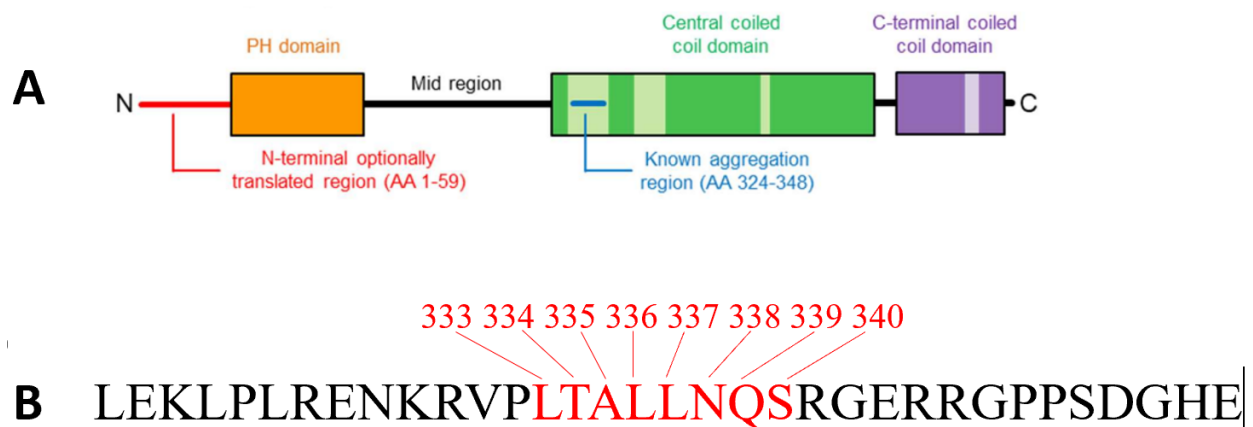 PH domain
Central coiled
coil domain
C-terminal coiled
coil domain
A
N
Mid region
C
N-terminal optionally
translated region (AA 1-59)
Known aggregation
region (AA 324-348)
333 334 335 336 337 338 339 340
B LEKLPLRENKRVPLTALLNQSRGERRGPPSDGHE